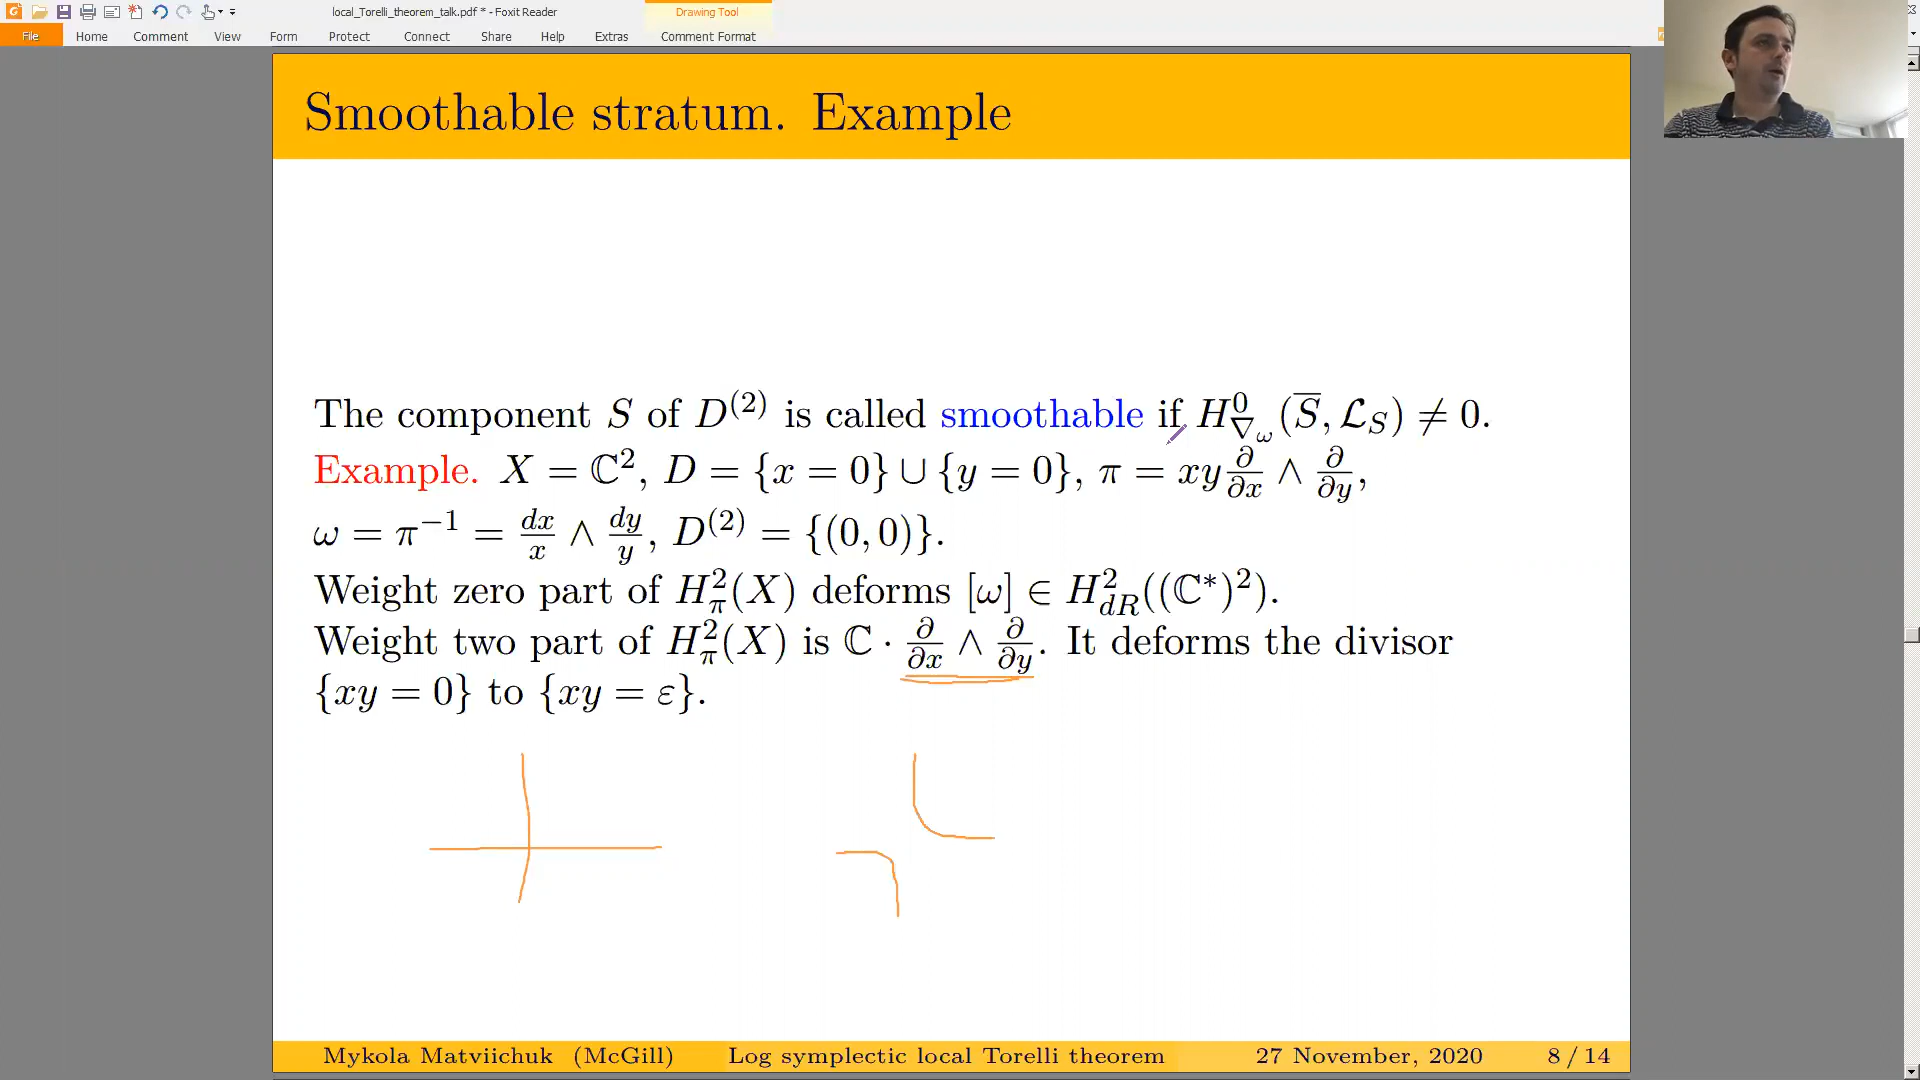 local_Torelli_theorem_talk.pdf * - Foxit Reader
Drawing Tool
File Home Comment View Form Protect Connect Share Help Extras Comment Format
Smoothable stratum. Example
The component S of D^{(2)} is called smoothable if H^0_{∇_ω}(S̅, ℒ_S) ≠ 0.
Example. X = ℂ², D = {x = 0} ∪ {y = 0}, π = xy ∂/∂x ∧ ∂/∂y,
ω = π⁻¹ = dx/x ∧ dy/y, D^{(2)} = {(0, 0)}.
Weight zero part of H²_π(X) deforms [ω] ∈ H²_{dR}((ℂ*)²).
Weight two part of H²_π(X) is ℂ · ∂/∂x ∧ ∂/∂y. It deforms the divisor
{xy = 0} to {xy = ε}.
Mykola Matviichuk (McGill) Log symplectic local Torelli theorem 27 November, 2020 8 / 14